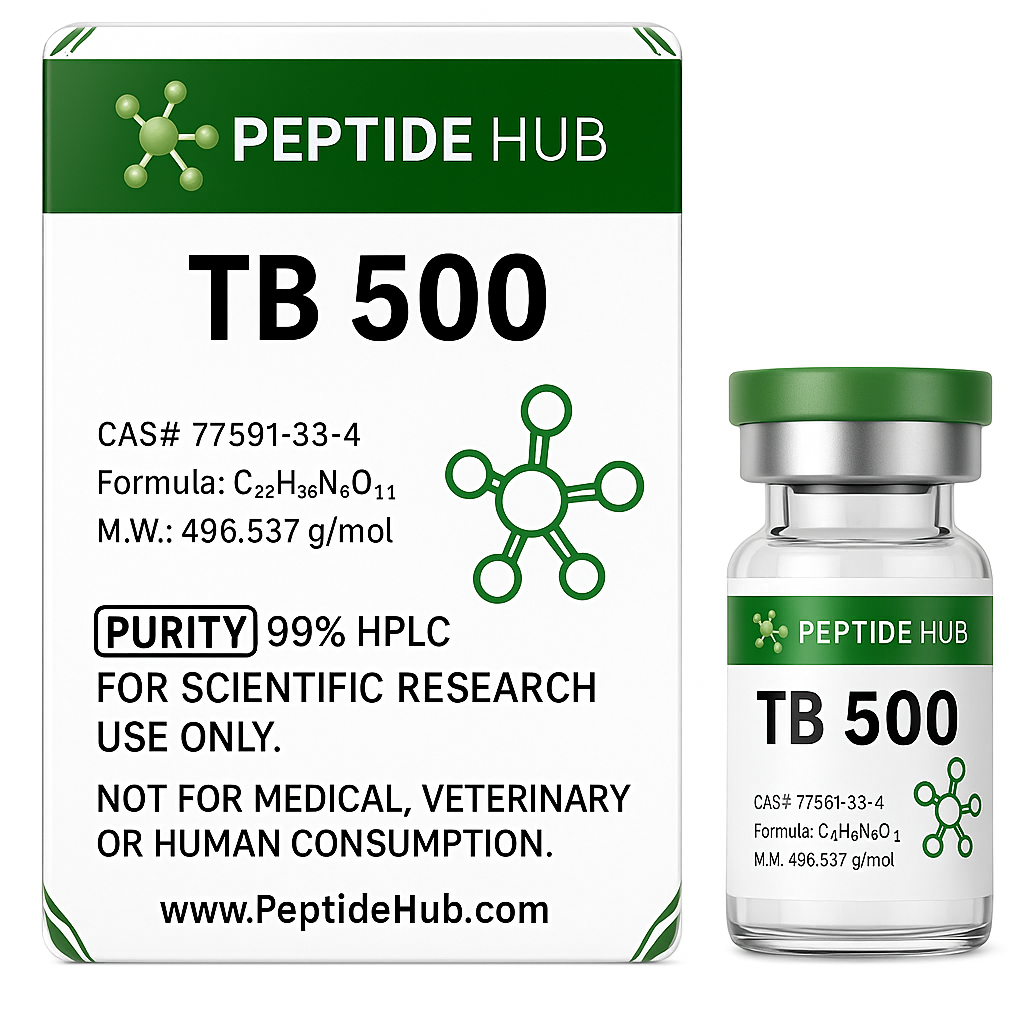 PEPTIDE HUB
TB 500
CAS# 77591-33-4
Formula: C₂₂H₃₆N₆O₁₁
M.W.: 496.537 g/mol
PURITY 99% HPLC
FOR SCIENTIFIC RESEARCH
USE ONLY.
NOT FOR MEDICAL, VETERINARY
OR HUMAN CONSUMPTION.
www.PeptideHub.com
PEPTIDE HUB
TB 500
CAS# 77561-33-4
Formula: C₄H₆N₆O ₁
M.M. 496.537 g/mol